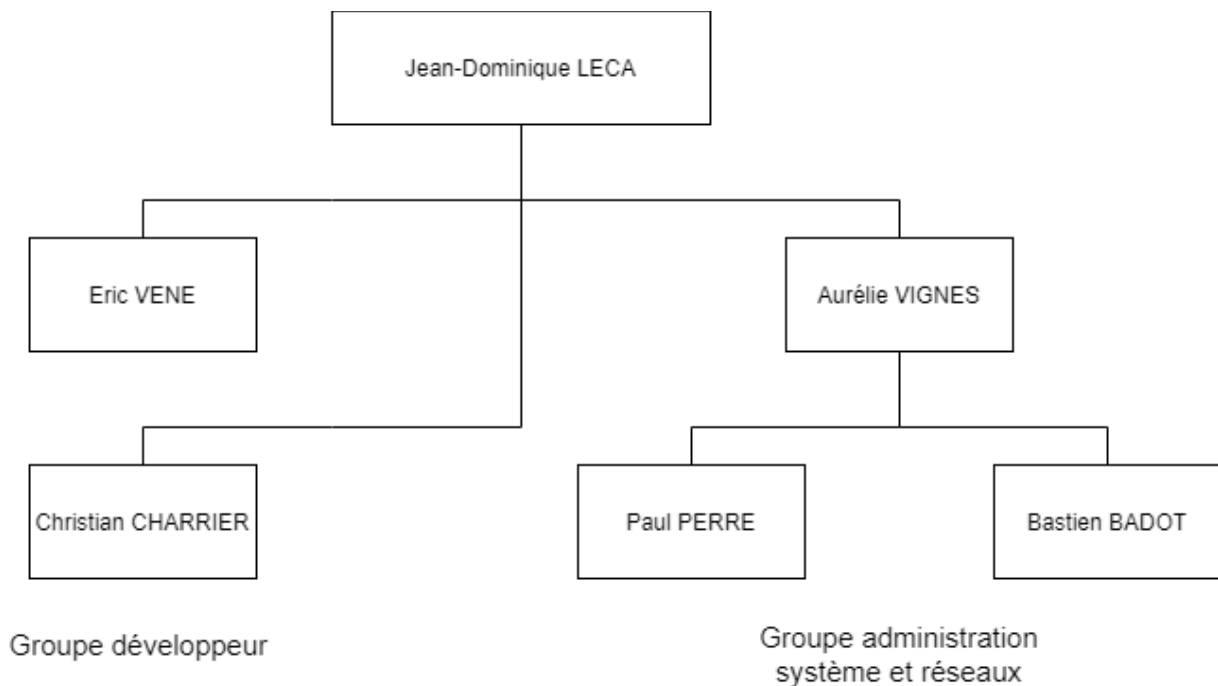 Jean-Dominique LECA
Eric VENE
Aurélie VIGNES
Christian CHARRIER
Paul PERRE
Bastien BADOT
Groupe développeur
Groupe administration
système et réseaux